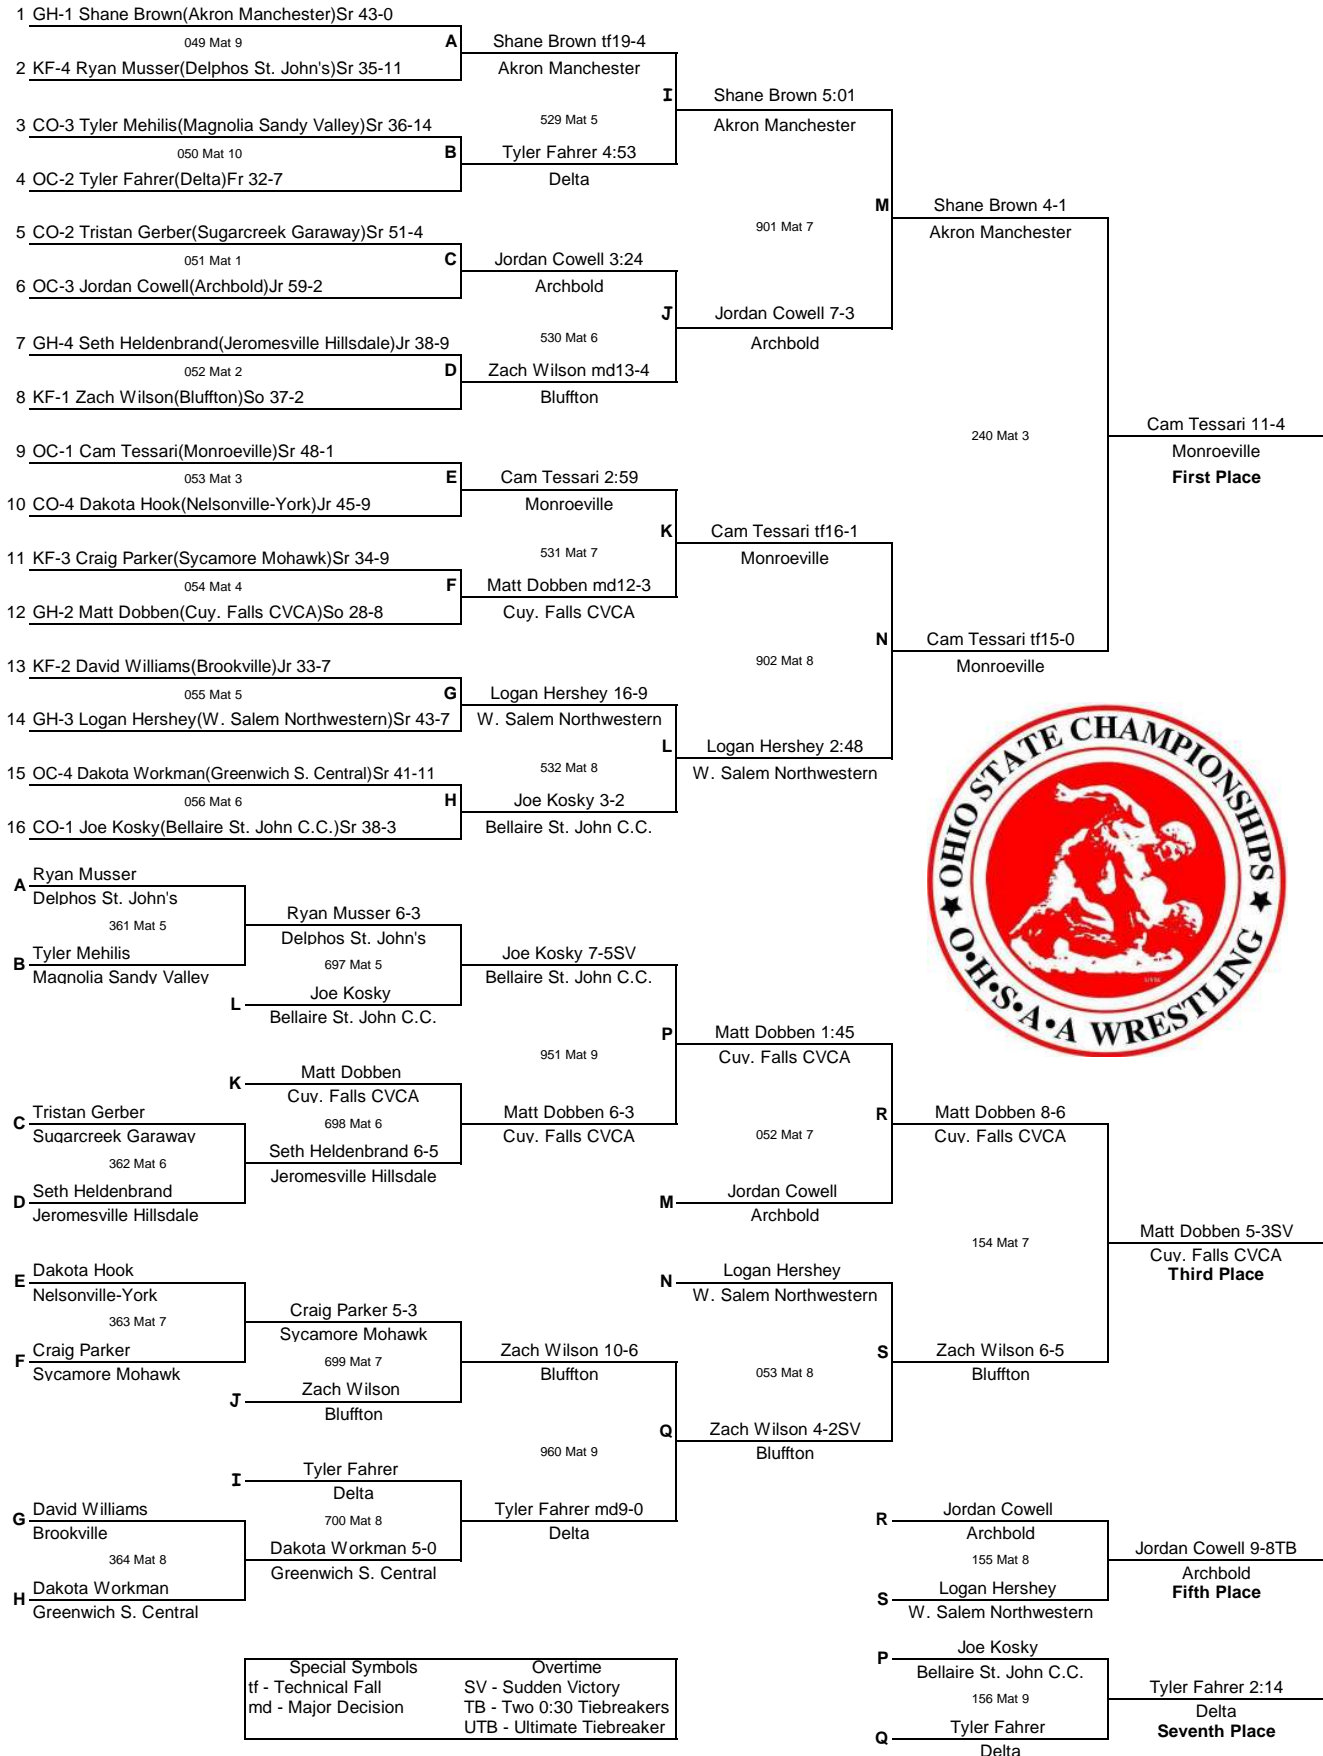 1 GH-1 Shane Brown(Akron Manchester)Sr 43-0
049 Mat 9
A
2 KF-4 Ryan Musser(Delphos St. John's)Sr 35-11
Shane Brown tf19-4
Akron Manchester
3 CO-3 Tyler Mehilis(Magnolia Sandy Valley)Sr 36-14
050 Mat 10
B
4 OC-2 Tyler Fahrer(Delta)Fr 32-7
529 Mat 5
I
Tyler Fahrer 4:53
Delta
Shane Brown 5:01
Akron Manchester
5 CO-2 Tristan Gerber(Sugarcreek Garaway)Sr 51-4
051 Mat 1
C
6 OC-3 Jordan Cowell(Archbold)Jr 59-2
Jordan Cowell 3:24
Archbold
7 GH-4 Seth Heldenbrand(Jeromesville Hillsdale)Jr 38-9
052 Mat 2
D
8 KF-1 Zach Wilson(Bluffton)So 37-2
530 Mat 6
J
Zach Wilson md13-4
Bluffton
901 Mat 7
M
Jordan Cowell 7-3
Archbold
Shane Brown 4-1
Akron Manchester
9 OC-1 Cam Tessari(Monroeville)Sr 48-1
053 Mat 3
E
10 CO-4 Dakota Hook(Nelsonville-York)Jr 45-9
Cam Tessari 2:59
Monroeville
11 KF-3 Craig Parker(Sycamore Mohawk)Sr 34-9
054 Mat 4
F
12 GH-2 Matt Dobben(Cuy. Falls CVCA)So 28-8
531 Mat 7
K
Matt Dobben md12-3
Cuy. Falls CVCA
Cam Tessari tf16-1
Monroeville
13 KF-2 David Williams(Brookville)Jr 33-7
055 Mat 5
G
14 GH-3 Logan Hershey(W. Salem Northwestern)Sr 43-7
Logan Hershey 16-9
W. Salem Northwestern
15 OC-4 Dakota Workman(Greenwich S. Central)Sr 41-11
056 Mat 6
H
16 CO-1 Joe Kosky(Bellaire St. John C.C.)Sr 38-3
532 Mat 8
L
Joe Kosky 3-2
Bellaire St. John C.C.
902 Mat 8
N
Logan Hershey 2:48
W. Salem Northwestern
Cam Tessari tf15-0
Monroeville
240 Mat 3
Cam Tessari 11-4
Monroeville
First Place
OHIO STATE CHAMPIONSHIPS
★ O•H•S•A•A WRESTLING ★
A
Ryan Musser
Delphos St. John's
361 Mat 5
B
Tyler Mehilis
Magnolia Sandy Valley
Ryan Musser 6-3
Delphos St. John's
697 Mat 5
L
Joe Kosky
Bellaire St. John C.C.
Joe Kosky 7-5SV
Bellaire St. John C.C.
K
Matt Dobben
Cuy. Falls CVCA
698 Mat 6
C
Tristan Gerber
Sugarcreek Garaway
362 Mat 6
D
Seth Heldenbrand
Jeromesville Hillsdale
Seth Heldenbrand 6-5
Jeromesville Hillsdale
951 Mat 9
P
Matt Dobben 6-3
Cuy. Falls CVCA
Matt Dobben 1:45
Cuy. Falls CVCA
052 Mat 7
R
M
Jordan Cowell
Archbold
Matt Dobben 8-6
Cuy. Falls CVCA
E
Dakota Hook
Nelsonville-York
363 Mat 7
F
Craig Parker
Sycamore Mohawk
Craig Parker 5-3
Sycamore Mohawk
699 Mat 7
J
Zach Wilson
Bluffton
Zach Wilson 10-6
Bluffton
I
Tyler Fahrer
Delta
700 Mat 8
G
David Williams
Brookville
364 Mat 8
H
Dakota Workman
Greenwich S. Central
Dakota Workman 5-0
Greenwich S. Central
960 Mat 9
Q
Tyler Fahrer md9-0
Delta
N
Logan Hershey
W. Salem Northwestern
053 Mat 8
S
Zach Wilson 4-2SV
Bluffton
Zach Wilson 6-5
Bluffton
154 Mat 7
Matt Dobben 5-3SV
Cuy. Falls CVCA
Third Place
R
Jordan Cowell
Archbold
155 Mat 8
S
Logan Hershey
W. Salem Northwestern
Jordan Cowell 9-8TB
Archbold
Fifth Place
P
Joe Kosky
Bellaire St. John C.C.
156 Mat 9
Q
Tyler Fahrer
Delta
Tyler Fahrer 2:14
Delta
Seventh Place
Special Symbols
tf - Technical Fall
md - Major Decision
Overtime
SV - Sudden Victory
TB - Two 0:30 Tiebreakers
UTB - Ultimate Tiebreaker